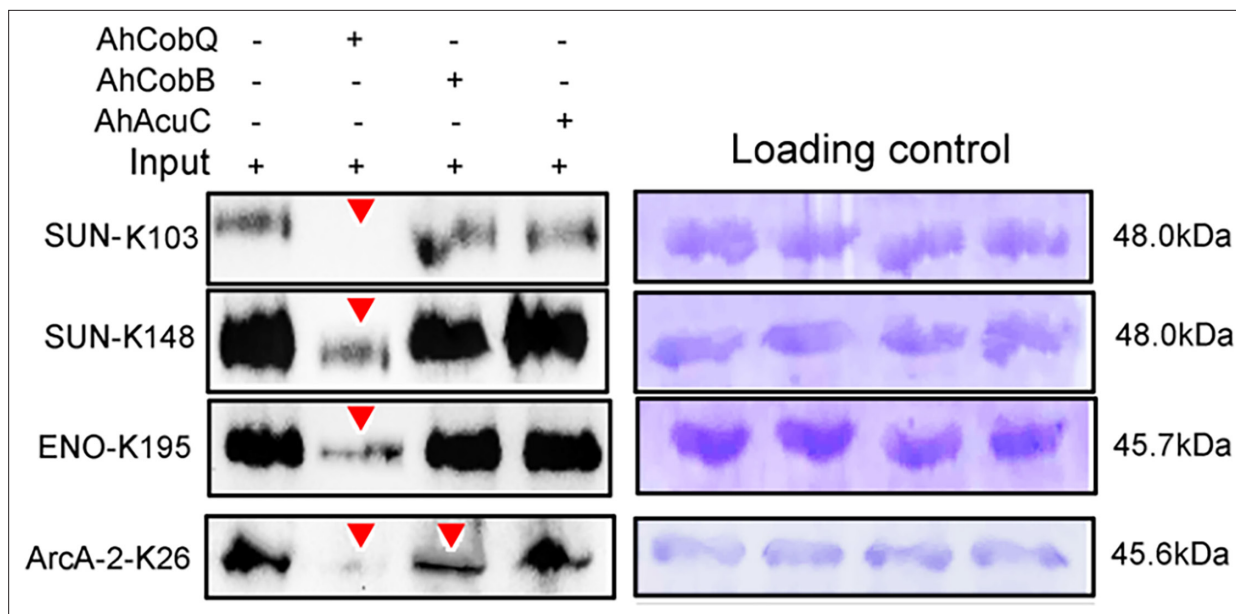 AhCobQ - + - -
AhCobB - - + -
AhAcuC - - - +
Input + + + +
Loading control
SUN-K103 48.0kDa
SUN-K148 48.0kDa
ENO-K195 45.7kDa
ArcA-2-K26 45.6kDa